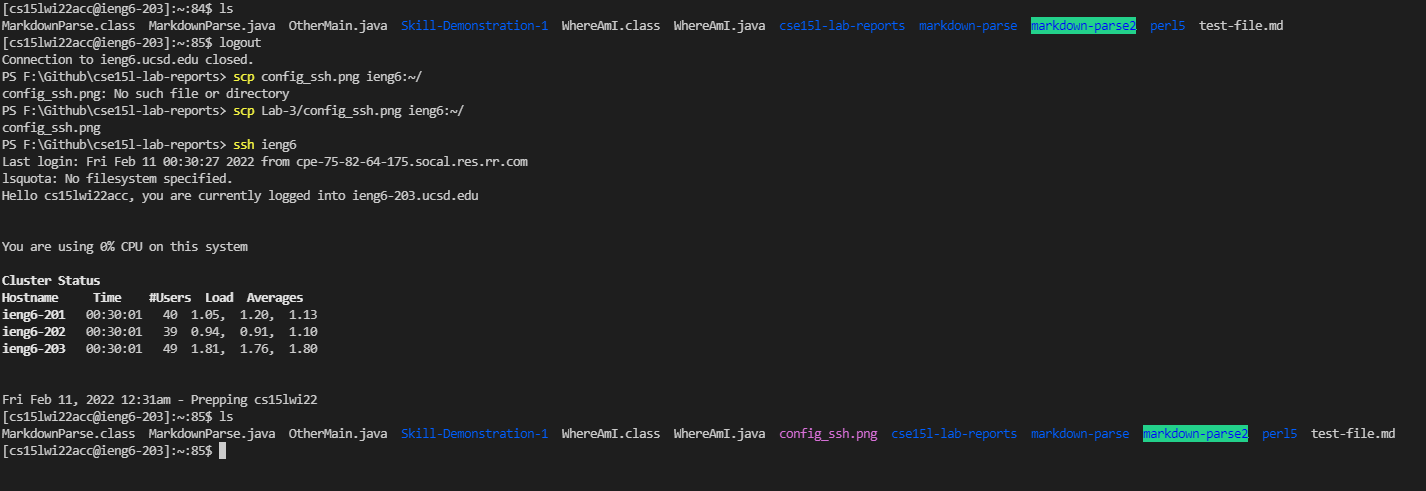 [cs15lwi22acc@ieng6-203]:~:84$ ls
MarkdownParse.class  MarkdownParse.java  OtherMain.java  Skill-Demonstration-1  WhereAmI.class  WhereAmI.java  cse15l-lab-reports  markdown-parse  markdown-parse2  perl5  test-file.md
[cs15lwi22acc@ieng6-203]:~:85$ logout
Connection to ieng6.ucsd.edu closed.
PS F:\Github\cse15l-lab-reports> scp config_ssh.png ieng6:~/
config_ssh.png: No such file or directory
PS F:\Github\cse15l-lab-reports> scp Lab-3/config_ssh.png ieng6:~/
config_ssh.png
PS F:\Github\cse15l-lab-reports> ssh ieng6
Last login: Fri Feb 11 00:30:27 2022 from cpe-75-82-64-175.socal.res.rr.com
lsquota: No filesystem specified.
Hello cs15lwi22acc, you are currently logged into ieng6-203.ucsd.edu
You are using 0% CPU on this system
Cluster Status
Hostname     Time    #Users  Load  Averages
ieng6-201   00:30:01   40  1.05,  1.20,  1.13
ieng6-202   00:30:01   39  0.94,  0.91,  1.10
ieng6-203   00:30:01   49  1.81,  1.76,  1.80
Fri Feb 11, 2022 12:31am - Prepping cs15lwi22
[cs15lwi22acc@ieng6-203]:~:85$ ls
MarkdownParse.class  MarkdownParse.java  OtherMain.java  Skill-Demonstration-1  WhereAmI.class  WhereAmI.java  config_ssh.png  cse15l-lab-reports  markdown-parse  markdown-parse2  perl5  test-file.md
[cs15lwi22acc@ieng6-203]:~:85$